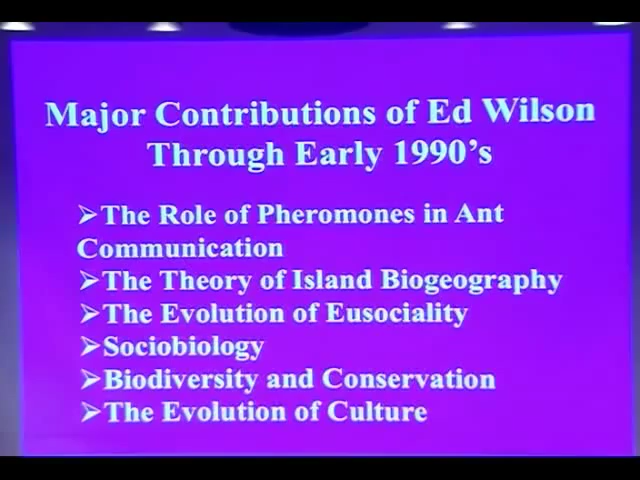 Major Contributions of Ed Wilson
Through Early 1990's
➢The Role of Pheromones in Ant
Communication
➢The Theory of Island Biogeography
➢The Evolution of Eusociality
➢Sociobiology
➢Biodiversity and Conservation
➢The Evolution of Culture